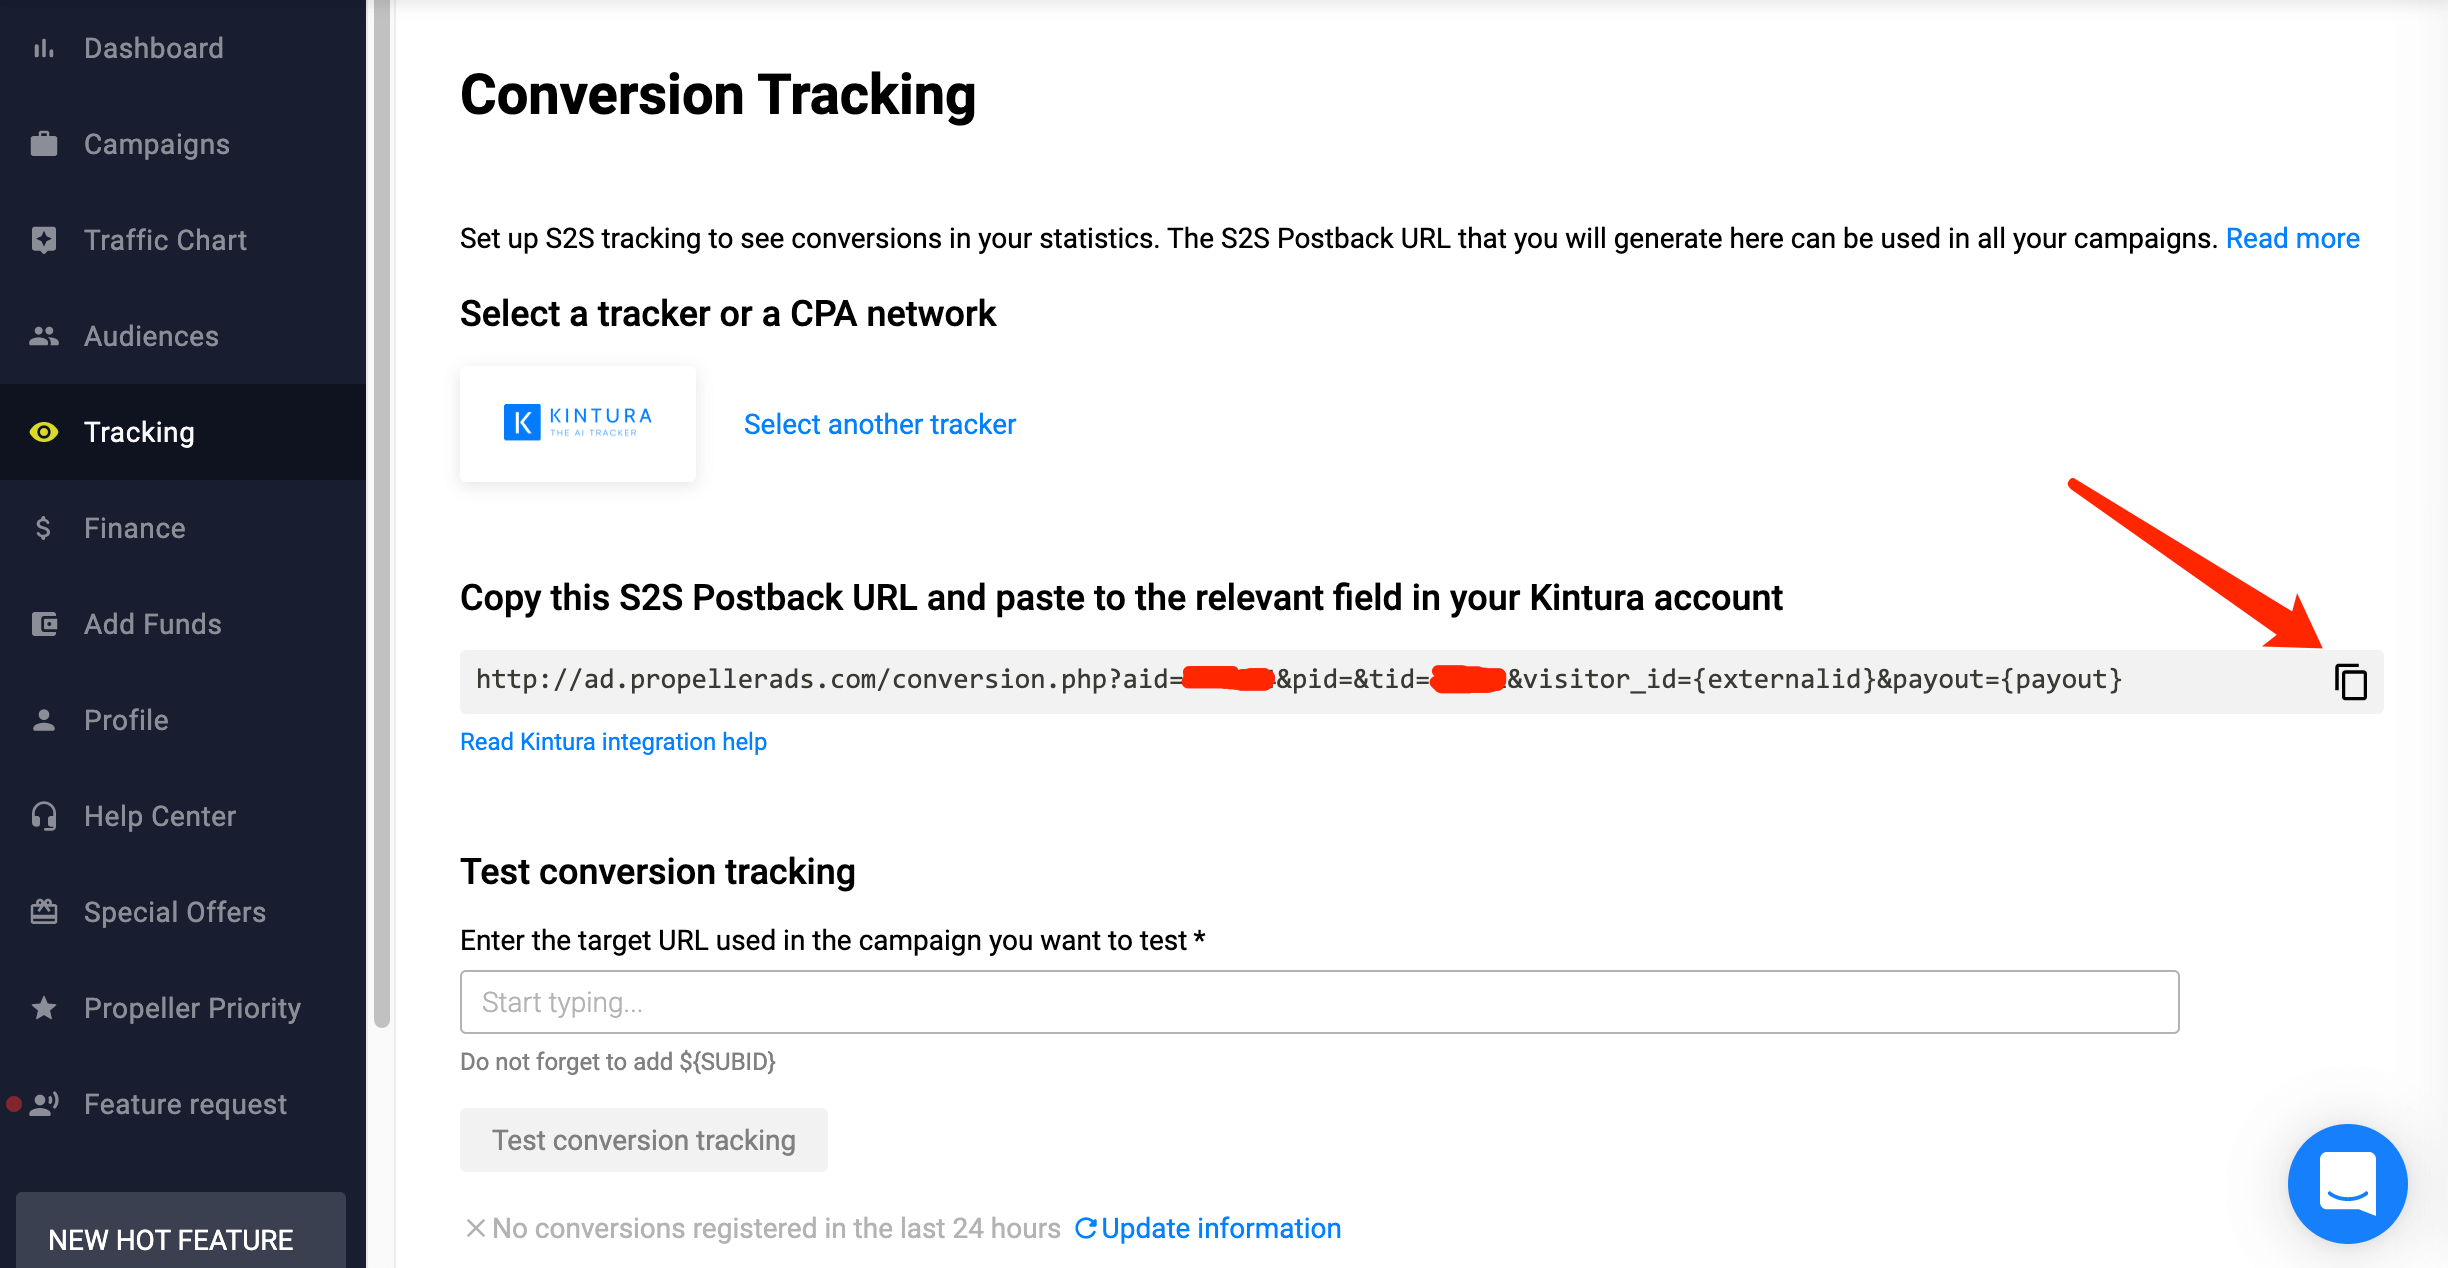 Dashboard
Campaigns
Traffic Chart
Audiences
Tracking
Finance
Add Funds
Profile
Help Center
Special Offers
Propeller Priority
Feature request
NEW HOT FEATURE
Conversion Tracking
Set up S2S tracking to see conversions in your statistics. The S2S Postback URL that you will generate here can be used in all your campaigns. Read more
Select a tracker or a CPA network
K KINTURA
THE AI TRACKER
Select another tracker
Copy this S2S Postback URL and paste to the relevant field in your Kintura account
http://ad.propellerads.com/conversion.php?aid= &pid=&tid= &visitor_id={externalid}&payout={payout}
Read Kintura integration help
Test conversion tracking
Enter the target URL used in the campaign you want to test *
Start typing...
Do not forget to add ${SUBID}
Test conversion tracking
No conversions registered in the last 24 hours Update information